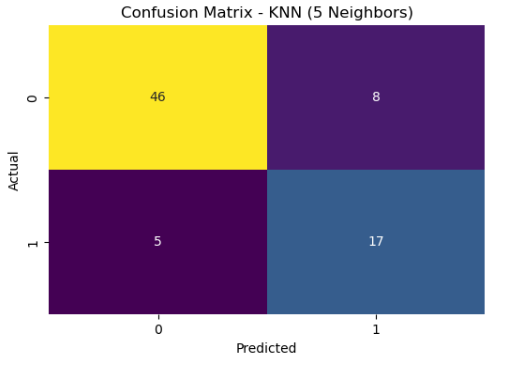 Confusion Matrix - KNN (5 Neighbors)
0
46
8
Actual
1
5
17
0
1
Predicted